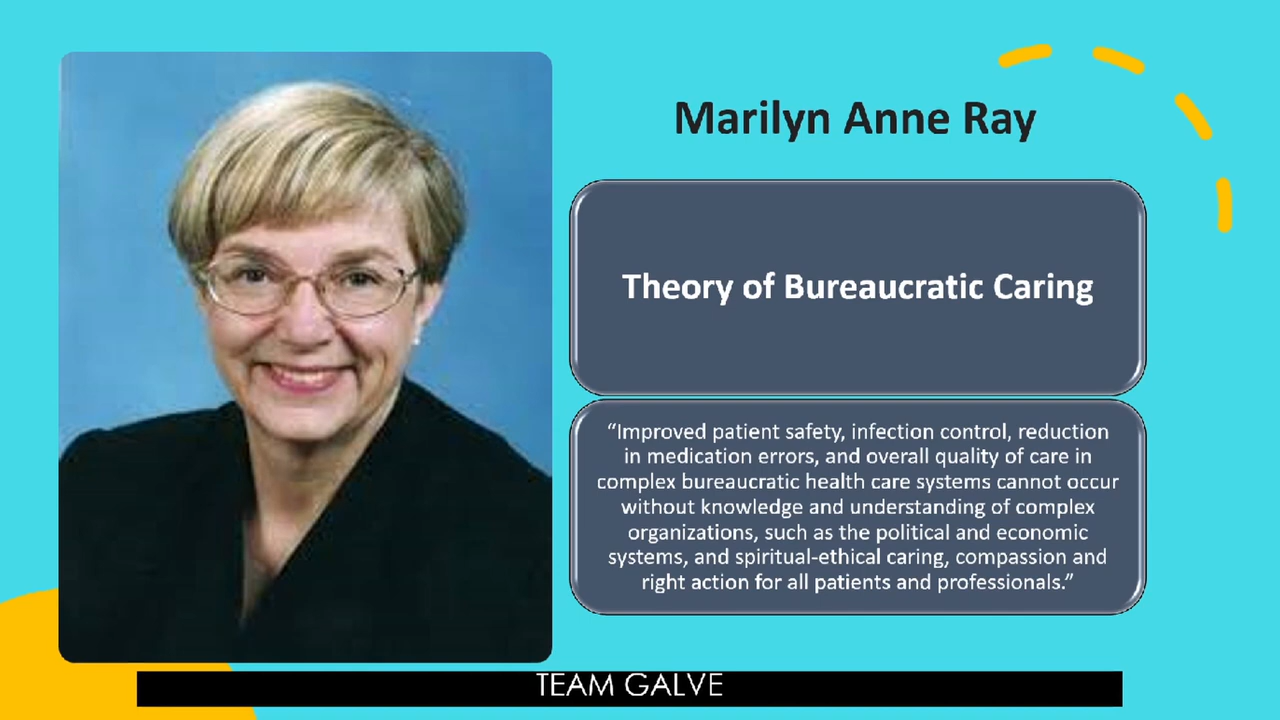 Marilyn Anne Ray
Theory of Bureaucratic Caring
“Improved patient safety, infection control, reduction
in medication errors, and overall quality of care in
complex bureaucratic health care systems cannot occur
without knowledge and understanding of complex
organizations, such as the political and economic
systems, and spiritual-ethical caring, compassion and
right action for all patients and professionals.”
TEAM GALVE